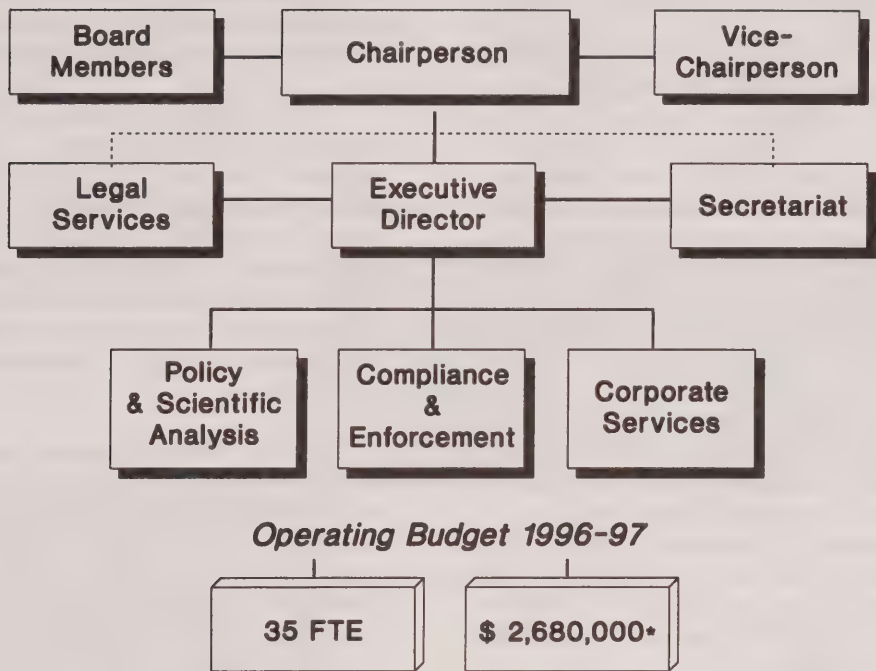 Board
Members
Chairperson
Vice-
Chairperson
Legal
Services
Executive
Director
Secretariat
Policy
& Scientific
Analysis
Compliance
&
Enforcement
Corporate
Services
Operating Budget 1996-97
35 FTE
$ 2,680,000*